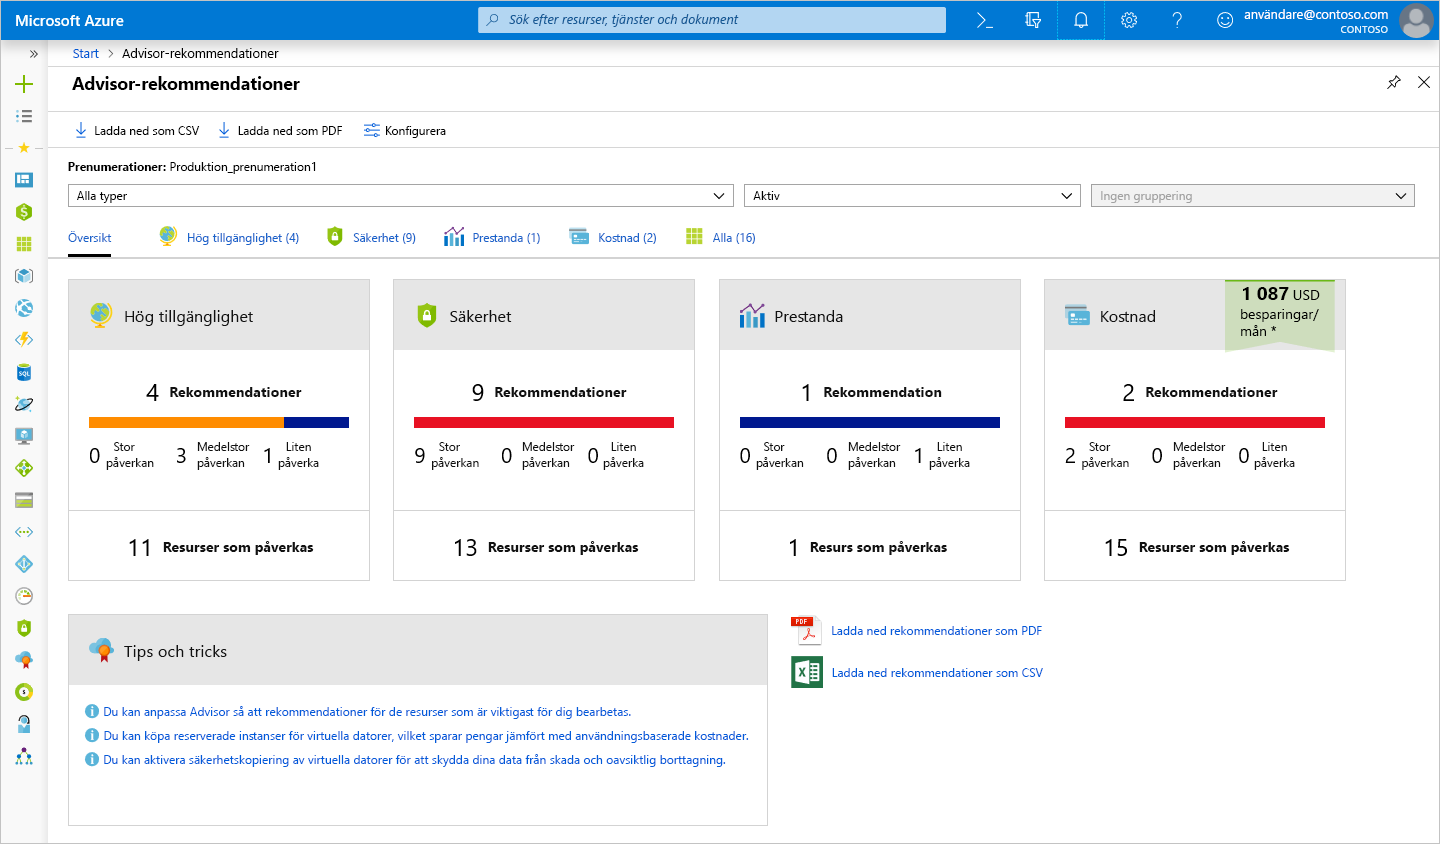 Microsoft Azure
Sök efter resurser, tjänster och dokument
användare@contoso.com
CONTOSO
Start > Advisor-rekommendationer
Advisor-rekommendationer
Ladda ned som CSV
Ladda ned som PDF
Konfigurera
Prenumerationer: Produktion_prenumeration1
Alla typer
Aktiv
Ingen gruppering
Översikt
Hög tillgänglighet (4)
Säkerhet (9)
Prestanda (1)
Kostnad (2)
Alla (16)
Hög tillgänglighet
4 Rekommendationer
0 Stor påverkan
3 Medelstor påverkan
1 Liten påverka
11 Resurser som påverkas
Säkerhet
9 Rekommendationer
9 Stor påverkan
0 Medelstor påverkan
0 Liten påverka
13 Resurser som påverkas
Prestanda
1 Rekommendation
0 Stor påverkan
0 Medelstor påverkan
1 Liten påverka
1 Resurs som påverkas
Kostnad
1 087 USD
besparingar/
mån *
2 Rekommendationer
2 Stor påverkan
0 Medelstor påverkan
0 Liten påverka
15 Resurser som påverkas
Tips och tricks
Du kan anpassa Advisor så att rekommendationer för de resurser som är viktigast för dig bearbetas.
Du kan köpa reserverade instanser för virtuella datorer, vilket sparar pengar jämfört med användningsbaserade kostnader.
Du kan aktivera säkerhetskopiering av virtuella datorer för att skydda dina data från skada och oavsiktlig borttagning.
PDF
Ladda ned rekommendationer som PDF
Ladda ned rekommendationer som CSV
SQL